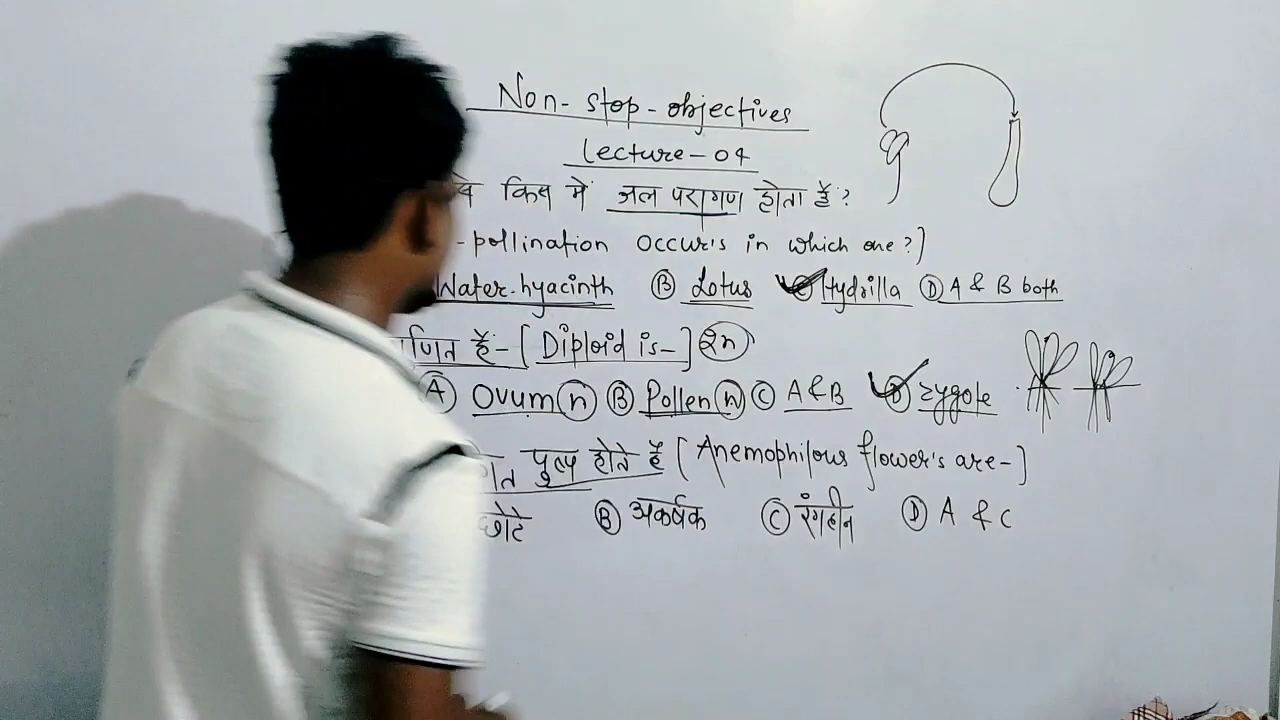 Non-stop-objectives
Lecture-04
किस में जल परागण होता है?
-pollination occur's in which one?]
Water-hyacinth Ⓑ Lotus Ⓒ Hydrilla Ⓓ A & B both
है-[Diploid is-] 2n
Ⓐ Ovum (n) Ⓑ Pollen (n) Ⓒ A & B Ⓓ Zygote
पुष्प होते हैं [Anemophilous flower's are-]
छोटे Ⓑ अकर्षक Ⓒ रंगहीन Ⓓ A & C